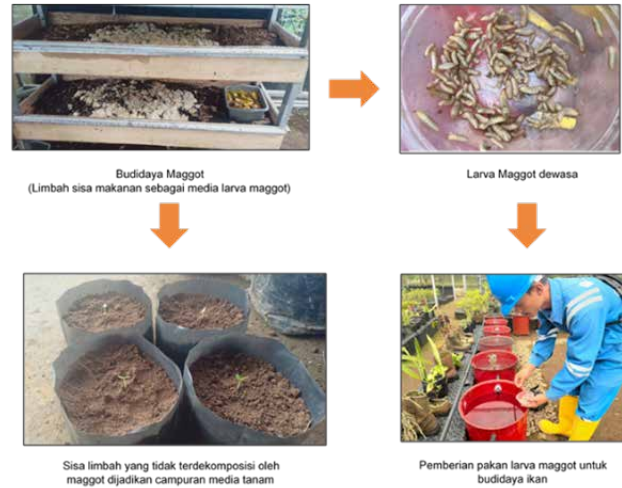 Budidaya Maggot
(Limbah sisa makanan sebagai media larva maggot)
Larva Maggot dewasa
Sisa limbah yang tidak terdekomposisi oleh
maggot dijadikan campuran media tanam
Pemberian pakan larva maggot untuk
budidaya ikan